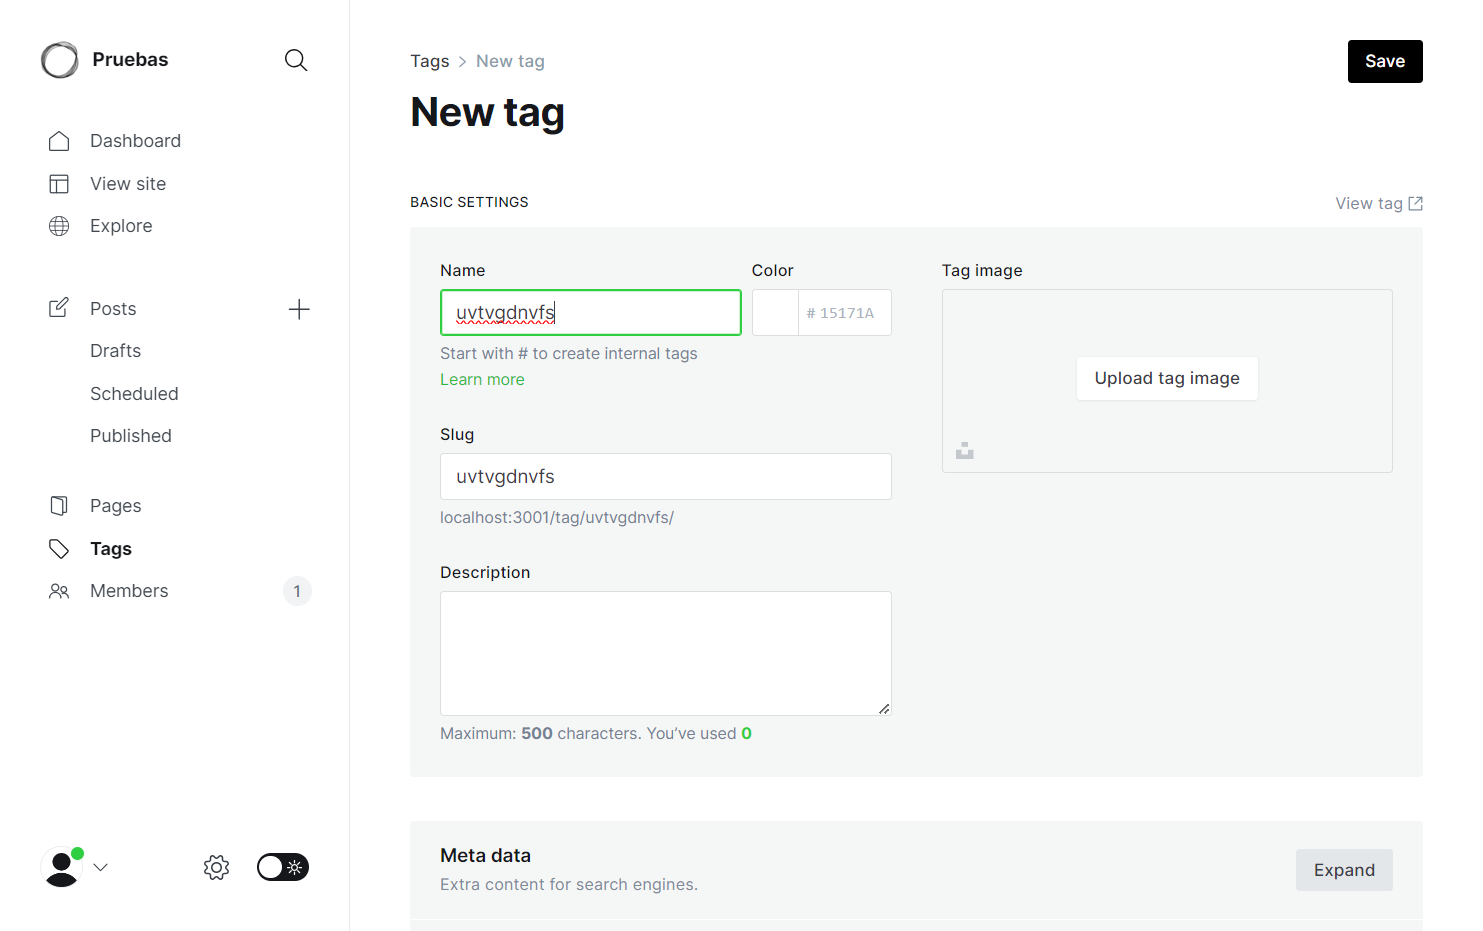 Pruebas
Dashboard
View site
Explore
Posts
Drafts
Scheduled
Published
Pages
Tags
Members 1
Tags > New tag
Save
New tag
BASIC SETTINGS
View tag
Name
uvtvgdnvfs
Start with # to create internal tags
Learn more
Color
# 15171A
Tag image
Upload tag image
Slug
uvtvgdnvfs
localhost:3001/tag/uvtvgdnvfs/
Description
Maximum: 500 characters. You’ve used 0
Meta data
Extra content for search engines.
Expand